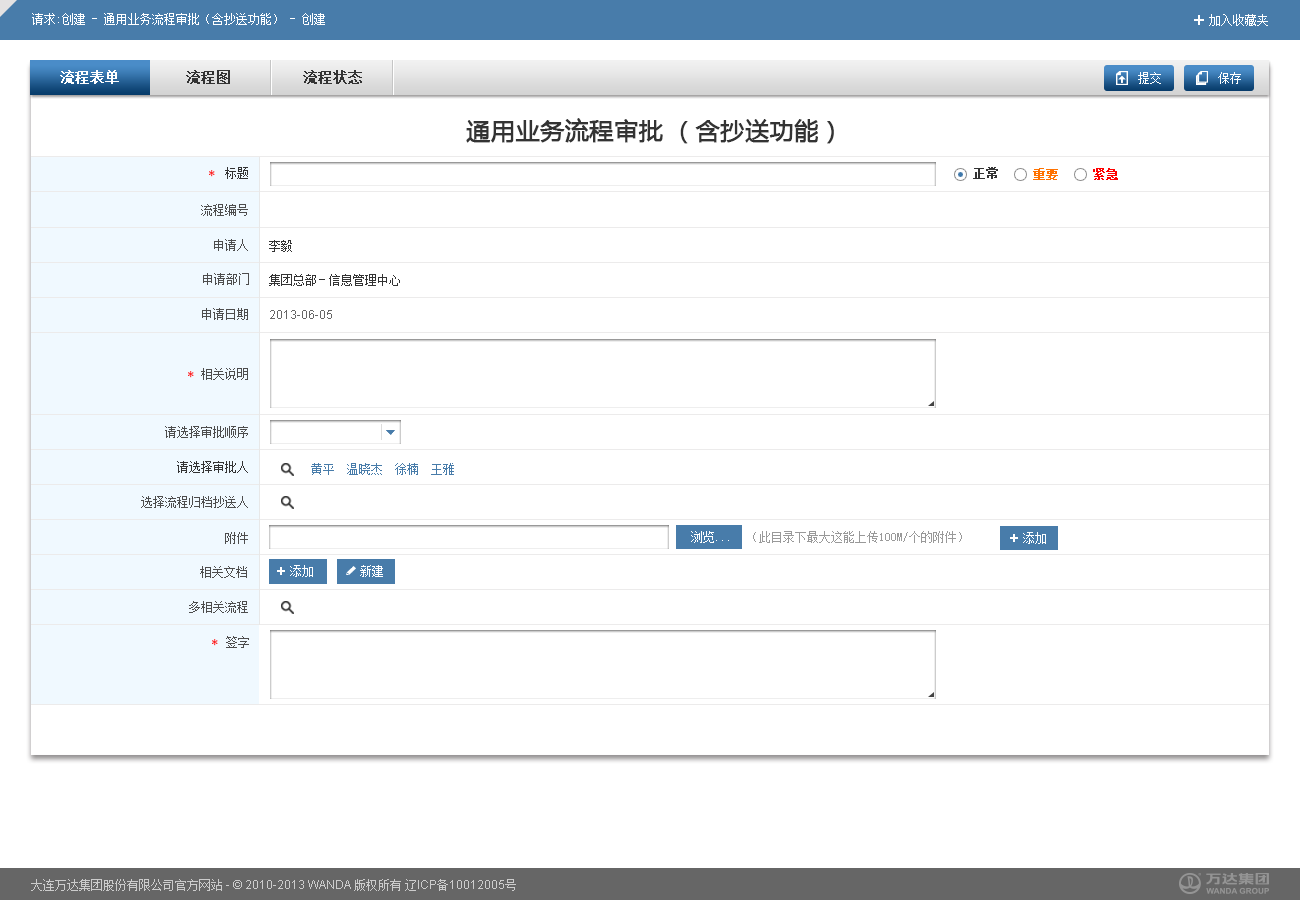 请求:创建 - 通用业务流程审批（含抄送功能） - 创建
+ 加入收藏夹
流程表单 流程图 流程状态 提交 保存
通用业务流程审批 （ 含抄送功能 ）
* 标题 正常 重要 紧急
流程编号
申请人 李毅
申请部门 集团总部－信息管理中心
申请日期 2013-06-05
* 相关说明
请选择审批顺序
请选择审批人 黄平 温晓杰 徐楠 王雅
选择流程归档抄送人
附件 浏览... （此目录下最大这能上传100M/个的附件） + 添加
相关文档 + 添加 新建
多相关流程
* 签字
大连万达集团股份有限公司官方网站 - © 2010-2013 WANDA 版权所有 辽ICP备10012005号
万达集团
WANDA GROUP